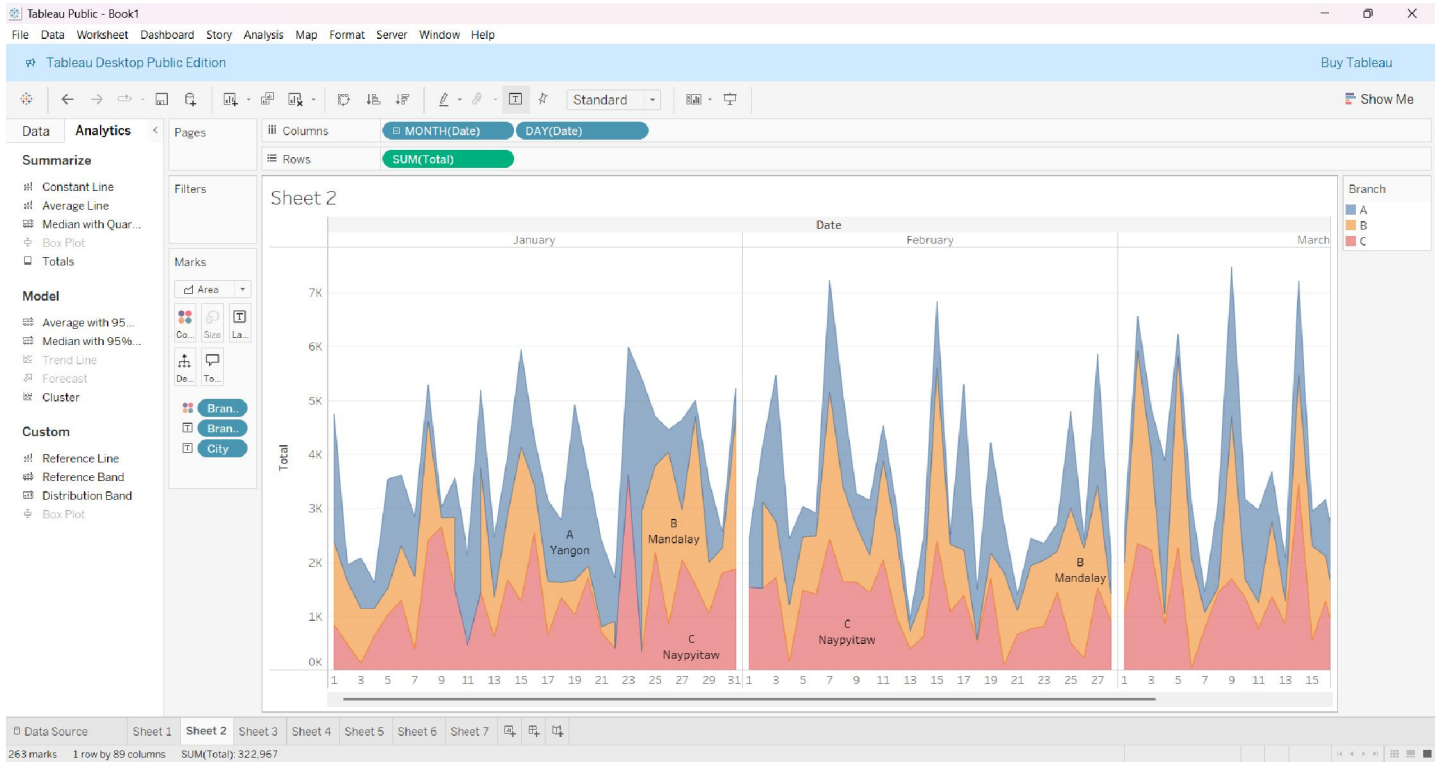 Tableau Public - Book1
File Data Worksheet Dashboard Story Analysis Map Format Server Window Help
Tableau Desktop Public Edition Buy Tableau
Standard Show Me
Data Analytics
Summarize
Constant Line
Average Line
Median with Quar...
Box Plot
Totals
Model
Average with 95...
Median with 95%...
Trend Line
Forecast
Cluster
Custom
Reference Line
Reference Band
Distribution Band
Box Plot
Pages
Filters
Marks
Area
Co... Size La...
De... To...
Bran..
Bran..
City
Columns MONTH(Date) DAY(Date)
Rows SUM(Total)
Sheet 2
Date
January February March
Total
7K
6K
5K
4K
3K
2K
1K
0K
A
Yangon
B
Mandalay
C
Naypyitaw
C
Naypyitaw
B
Mandalay
1 3 5 7 9 11 13 15 17 19 21 23 25 27 29 31 1 3 5 7 9 11 13 15 17 19 21 23 25 27 1 3 5 7 9 11 13 15
Branch
A
B
C
Data Source Sheet 1 Sheet 2 Sheet 3 Sheet 4 Sheet 5 Sheet 6 Sheet 7
263 marks 1 row by 89 columns SUM(Total): 322,967